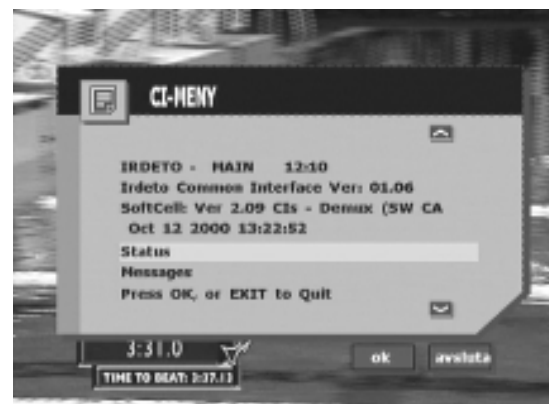 CI-MENY
IRDETO - MAIN 12:10
Irdeto Common Interface Ver: 01.06
SoftCell: Ver 2.09 CIs - Demux (SW CA
Oct 12 2000 13:22:52
Status
Messages
Press OK, or EXIT to Quit
3:31.0
TIME TO BEAT: 3:37.13
ok avsluta